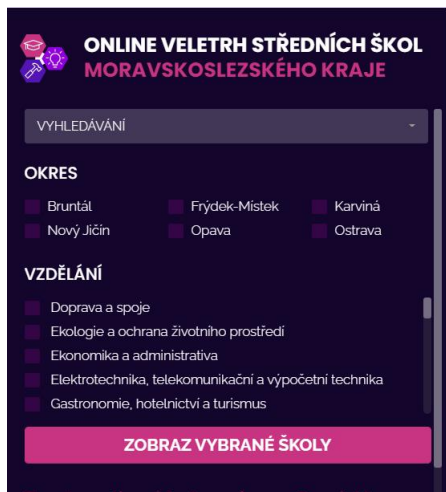 ONLINE VELETRH STŘEDNÍCH ŠKOL
MORAVSKOSLEZSKÉHO KRAJE
VYHLEDÁVÁNÍ
OKRES
Bruntál Frýdek-Místek Karviná
Nový Jičín Opava Ostrava
VZDĚLÁNÍ
Doprava a spoje
Ekologie a ochrana životního prostředí
Ekonomika a administrativa
Elektrotechnika, telekomunikační a výpočetní technika
Gastronomie, hotelnictví a turismus
ZOBRAZ VYBRANÉ ŠKOLY